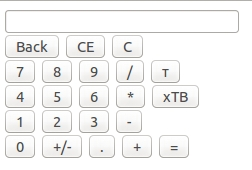 Back CE C
7 8 9 / т
4 5 6 * хТВ
1 2 3 -
0 +/- . + =